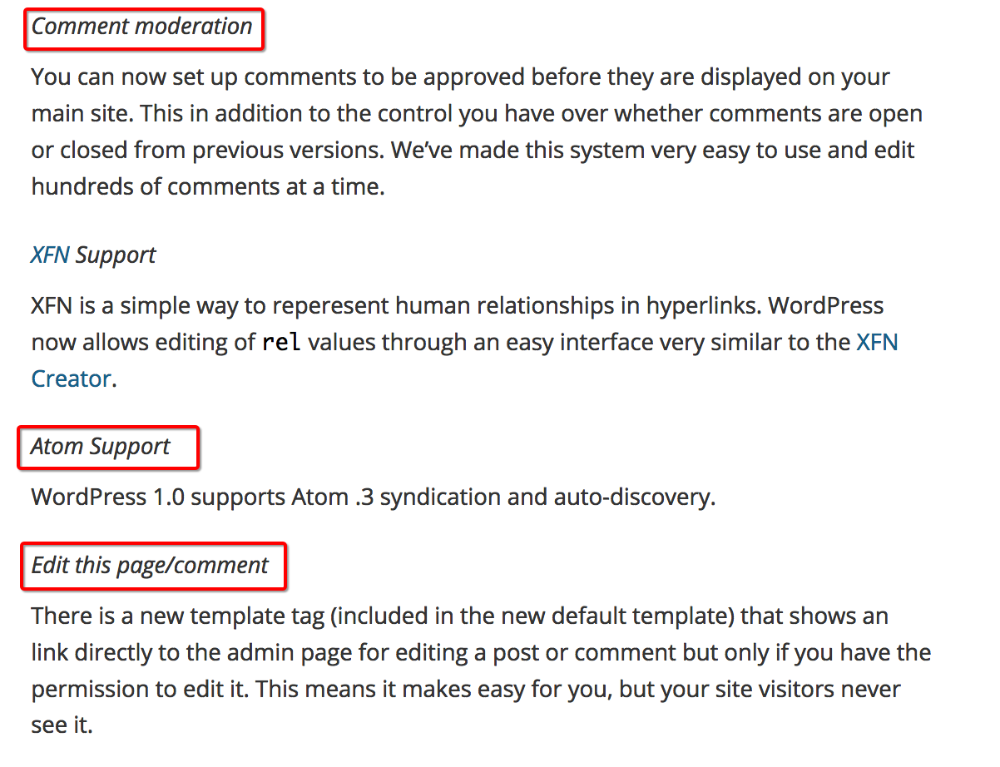 Comment moderation
You can now set up comments to be approved before they are displayed on your
main site. This in addition to the control you have over whether comments are open
or closed from previous versions. We’ve made this system very easy to use and edit
hundreds of comments at a time.
XFN Support
XFN is a simple way to reperesent human relationships in hyperlinks. WordPress
now allows editing of rel values through an easy interface very similar to the XFN
Creator.
Atom Support
WordPress 1.0 supports Atom .3 syndication and auto-discovery.
Edit this page/comment
There is a new template tag (included in the new default template) that shows an
link directly to the admin page for editing a post or comment but only if you have the
permission to edit it. This means it makes easy for you, but your site visitors never
see it.